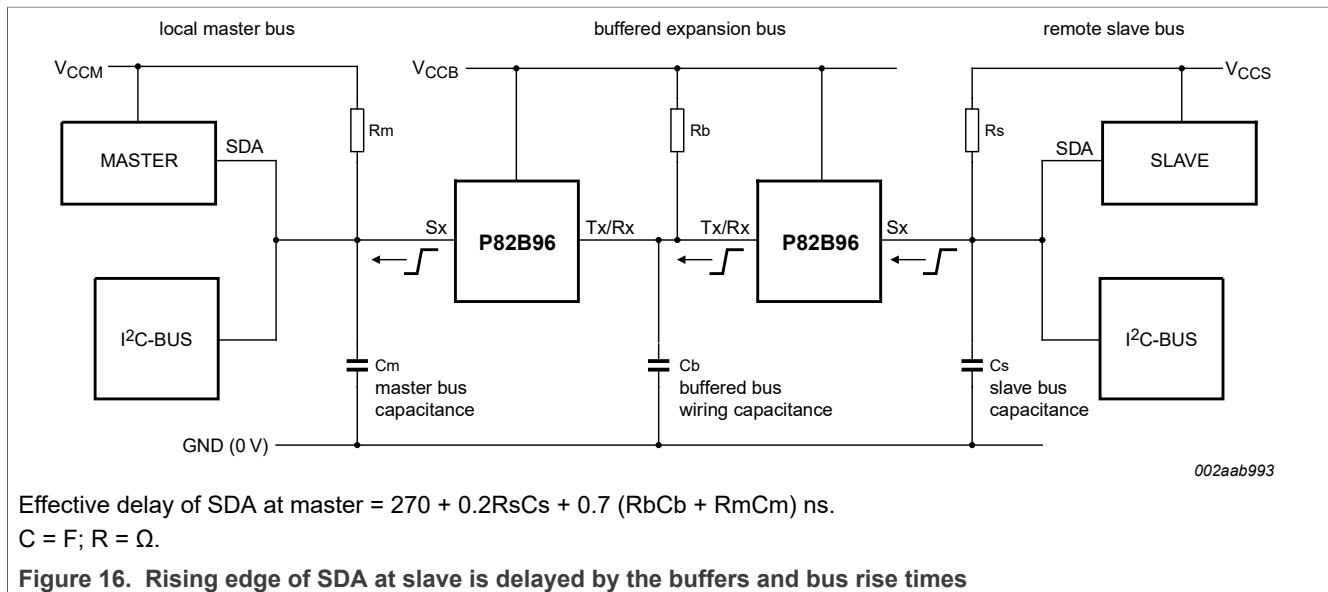 local master bus
buffered expansion bus
remote slave bus
VCCM
VCCB
VCCS
Rm
Rb
Rs
MASTER
SDA
SDA
SLAVE
Sx
P82B96
Tx/Rx
Tx/Rx
P82B96
Sx
I²C-BUS
I²C-BUS
Cm
master bus
capacitance
Cb
buffered bus
wiring capacitance
Cs
slave bus
capacitance
GND (0 V)
002aab993
Effective delay of SDA at master = 270 + 0.2RsCs + 0.7 (RbCb + RmCm) ns.
C = F; R = Ω.
Figure 16. Rising edge of SDA at slave is delayed by the buffers and bus rise times